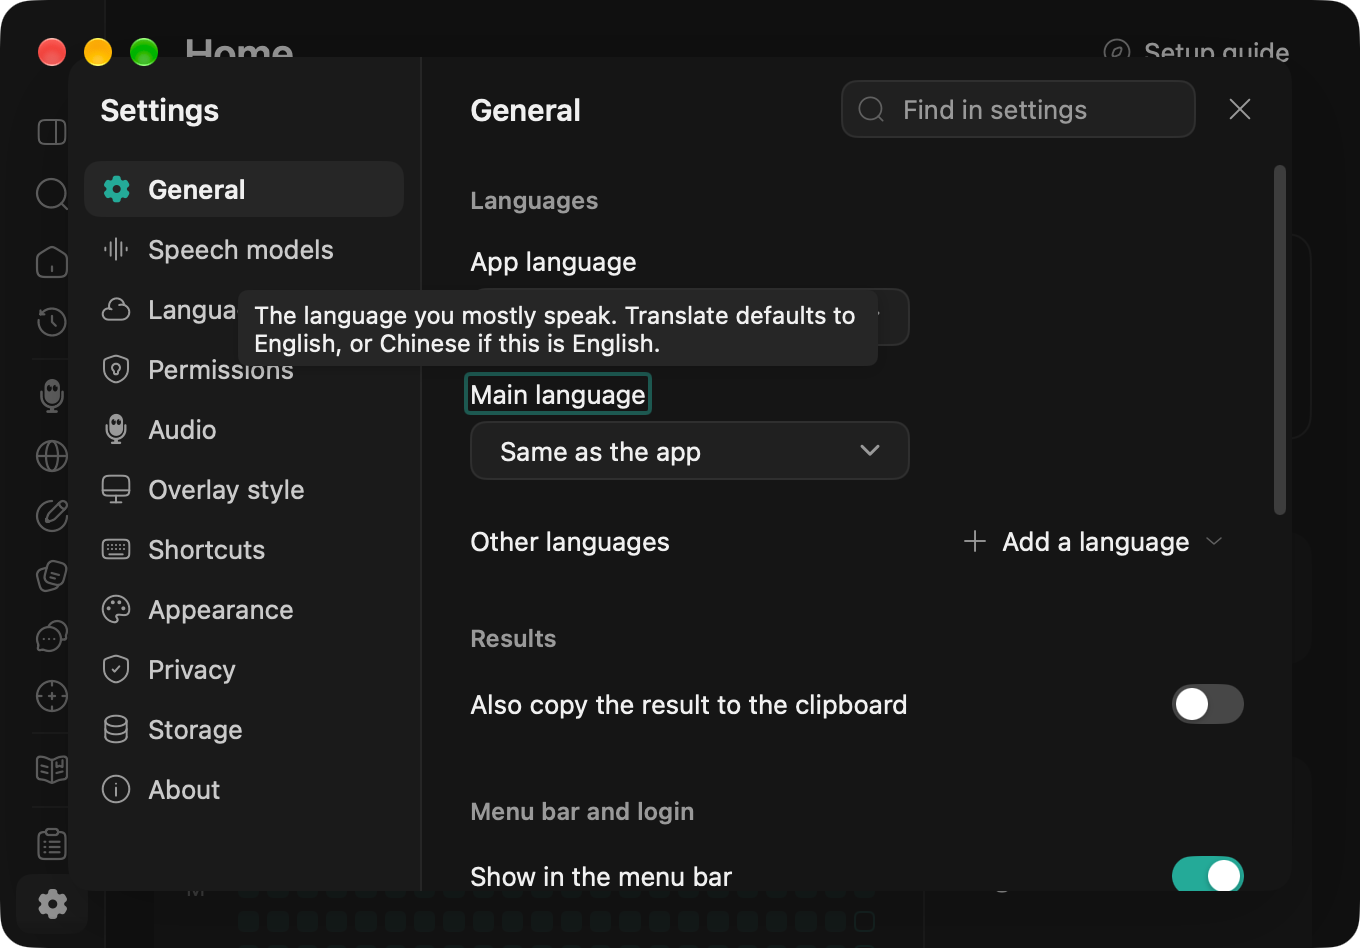 Home
Setup guide
Settings
General
Speech models
Langua
Permissions
Audio
Overlay style
Shortcuts
Appearance
Privacy
Storage
About
General
Find in settings
Languages
App language
The language you mostly speak. Translate defaults to
English, or Chinese if this is English.
Main language
Same as the app
Other languages
Add a language
Results
Also copy the result to the clipboard
Menu bar and login
Show in the menu bar